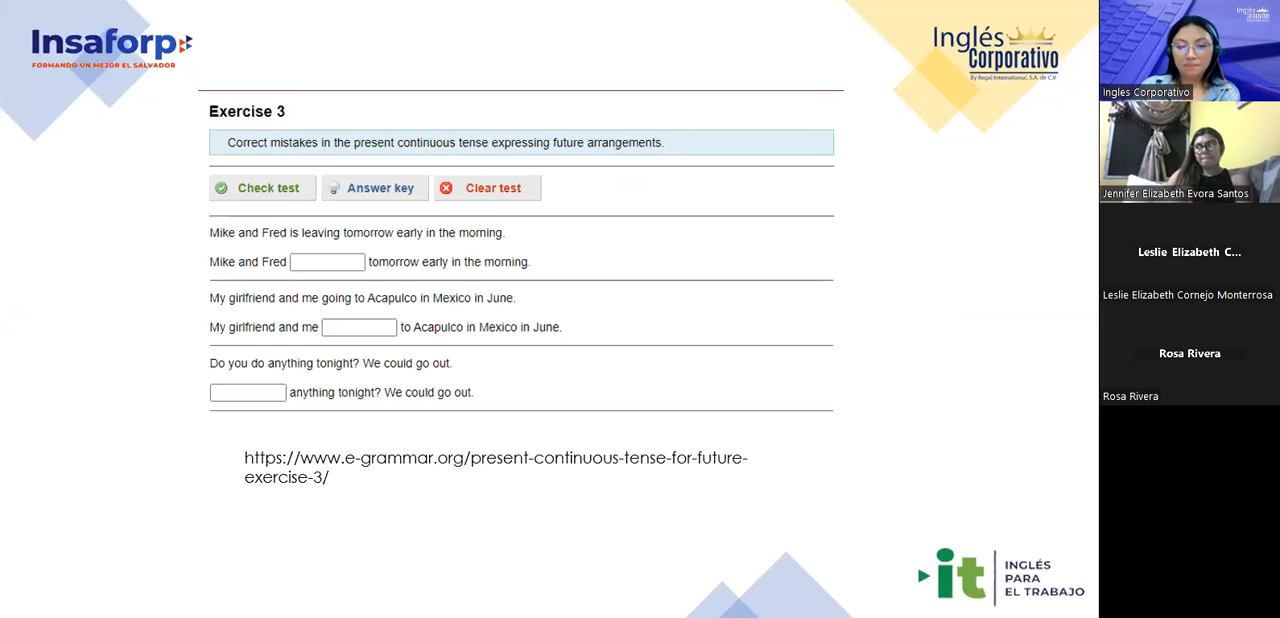 Insaforp
FORMANDO UN MEJOR EL SALVADOR
Inglés
Corporativo
By Regal International, S.A. de C.V
Exercise 3
Correct mistakes in the present continuous tense expressing future arrangements.
Check test
Answer key
Clear test
Mike and Fred is leaving tomorrow early in the morning.
Mike and Fred tomorrow early in the morning.
My girlfriend and me going to Acapulco in Mexico in June.
My girlfriend and me to Acapulco in Mexico in June.
Do you do anything tonight? We could go out.
anything tonight? We could go out.
https://www.e-grammar.org/present-continuous-tense-for-future-
exercise-3/
it
INGLÉS
PARA
EL TRABAJO
Ingles Corporativo
Jennifer Elizabeth Evora Santos
Leslie Elizabeth C...
Leslie Elizabeth Cornejo Monterrosa
Rosa Rivera
Rosa Rivera